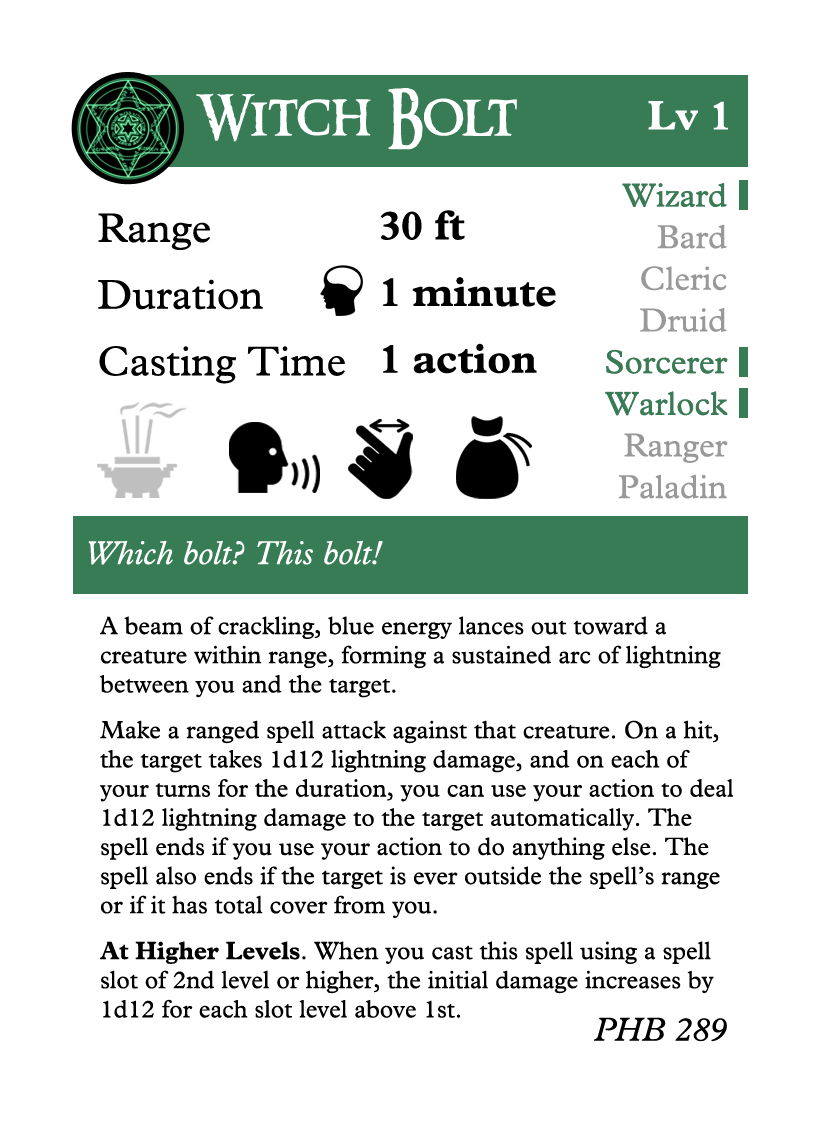 Witch Bolt Lv 1
Range 30 ft
Duration 1 minute
Casting Time 1 action
Wizard
Bard
Cleric
Druid
Sorcerer
Warlock
Ranger
Paladin
Which bolt? This bolt!
A beam of crackling, blue energy lances out toward a
creature within range, forming a sustained arc of lightning
between you and the target.
Make a ranged spell attack against that creature. On a hit,
the target takes 1d12 lightning damage, and on each of
your turns for the duration, you can use your action to deal
1d12 lightning damage to the target automatically. The
spell ends if you use your action to do anything else. The
spell also ends if the target is ever outside the spell’s range
or if it has total cover from you.
At Higher Levels. When you cast this spell using a spell
slot of 2nd level or higher, the initial damage increases by
1d12 for each slot level above 1st.
PHB 289